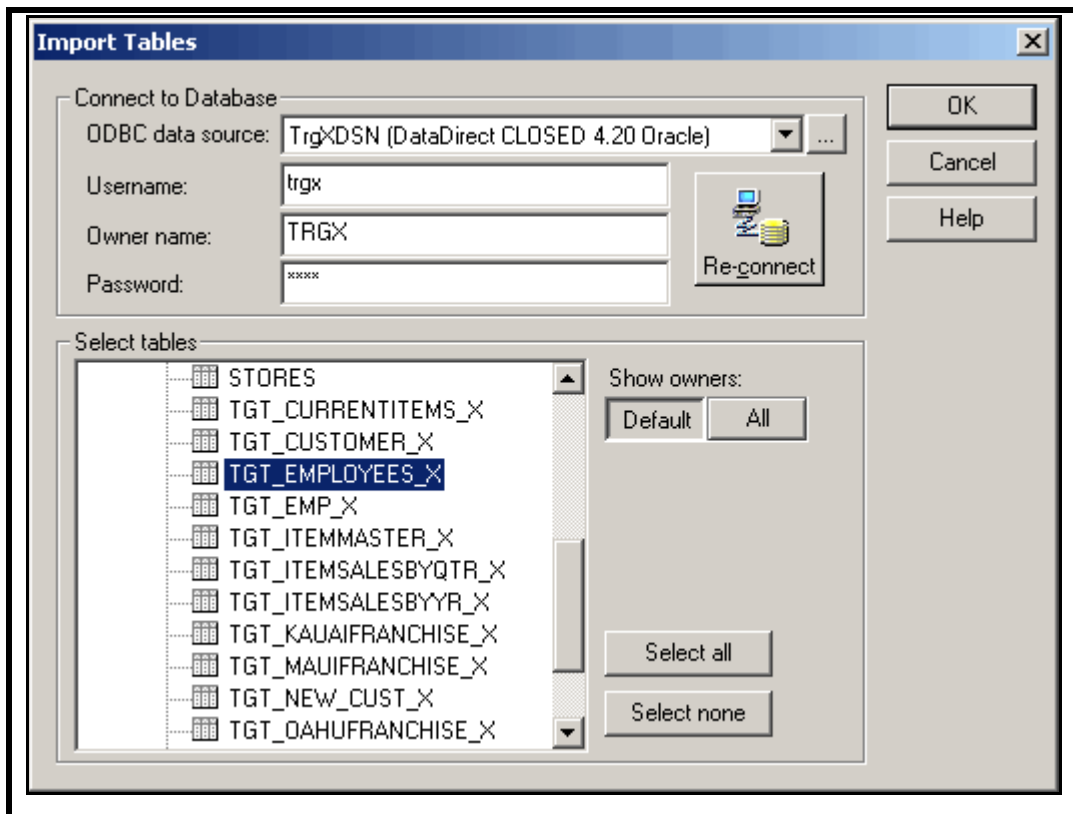 Import Tables
Connect to Database
ODBC data source:
TrgXDSN (DataDirect CLOSED 4.20 Oracle)
...
Username:
trgx
Owner name:
TRGX
Password:
****
Re-connect
OK
Cancel
Help
Select tables
STORES
TGT_CURRENTITEMS_X
TGT_CUSTOMER_X
TGT_EMPLOYEES_X
TGT_EMP_X
TGT_ITEMMASTER_X
TGT_ITEMSALESBYQTR_X
TGT_ITEMSALESBYYR_X
TGT_KAUAIFRANCHISE_X
TGT_MAUIFRANCHISE_X
TGT_NEW_CUST_X
TGT_OAHUFRANCHISE_X
Show owners:
Default
All
Select all
Select none